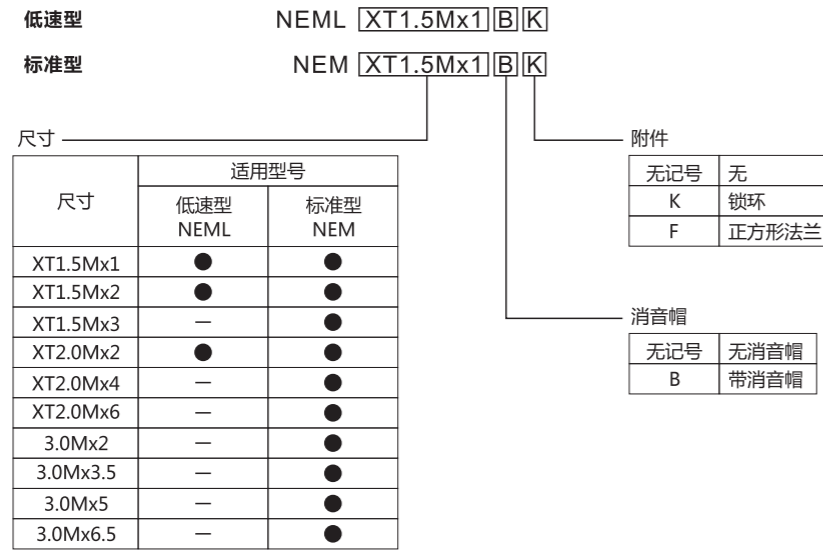 低速型 NEML XT1.5Mx1 B K
标准型 NEM XT1.5Mx1 B K
尺寸
尺寸 适用型号
低速型 NEML 标准型 NEM
XT1.5Mx1 ● ●
XT1.5Mx2 ● ●
XT1.5Mx3 — ●
XT2.0Mx2 ● ●
XT2.0Mx4 — ●
XT2.0Mx6 — ●
3.0Mx2 — ●
3.0Mx3.5 — ●
3.0Mx5 — ●
3.0Mx6.5 — ●
附件
无记号 无
K 锁环
F 正方形法兰
消音帽
无记号 无消音帽
B 带消音帽